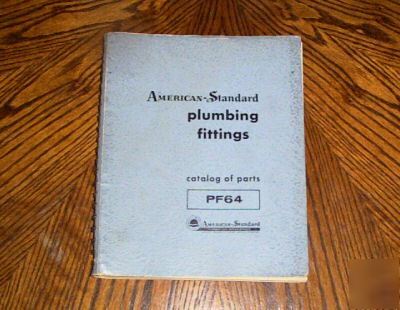 AMERICAN-Standard
plumbing
fittings
catalog of parts
PF64
AMERICAN-Standard